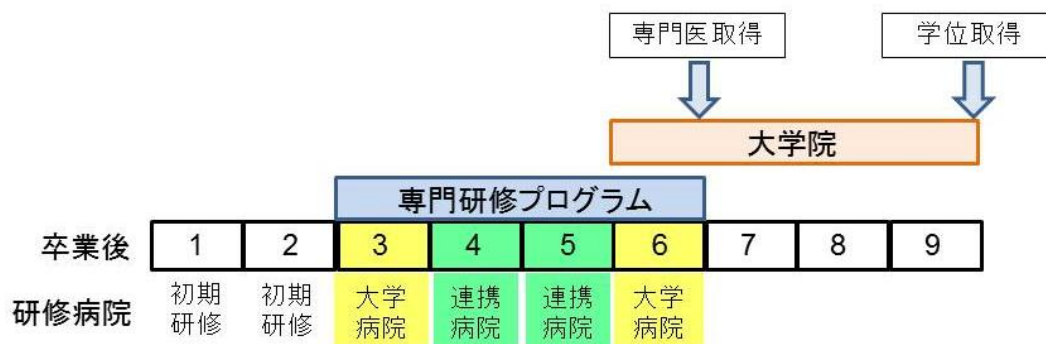 専門医取得
学位取得
大学院
専門研修プログラム
卒業後 1 2 3 4 5 6 7 8 9
研修病院 初期研修 初期研修 大学病院 連携病院 連携病院 大学病院